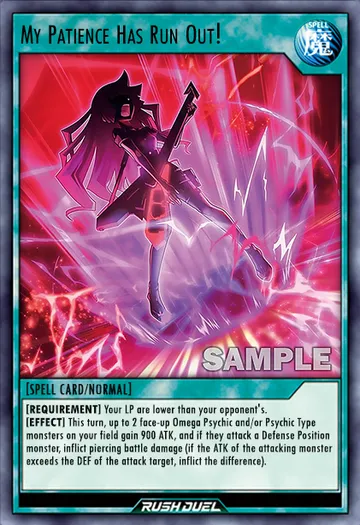 My Patience Has Run Out!
SPELL
魔
SAMPLE
[SPELL CARD/NORMAL]
[REQUIREMENT] Your LP are lower than your opponent's.
[EFFECT] This turn, up to 2 face-up Omega Psychic and/or Psychic Type
monsters on your field gain 900 ATK, and if they attack a Defense Position
monster, inflict piercing battle damage (if the ATK of the attacking monster
exceeds the DEF of the attack target, inflict the difference).
RUSH DUEL